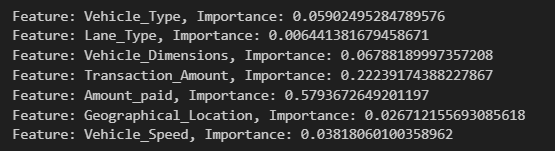 Feature: Vehicle_Type, Importance: 0.05902495284789576
Feature: Lane_Type, Importance: 0.006441381679458671
Feature: Vehicle_Dimensions, Importance: 0.06788189997357208
Feature: Transaction_Amount, Importance: 0.22239174388227867
Feature: Amount_paid, Importance: 0.5793672649201197
Feature: Geographical_Location, Importance: 0.026712155693085618
Feature: Vehicle_Speed, Importance: 0.03818060100358962